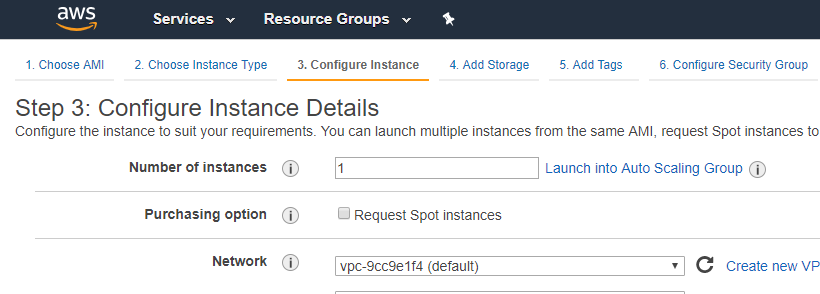 aws Services Resource Groups
1. Choose AMI 2. Choose Instance Type 3. Configure Instance 4. Add Storage 5. Add Tags 6. Configure Security Group
Step 3: Configure Instance Details
Configure the instance to suit your requirements. You can launch multiple instances from the same AMI, request Spot instances to
Number of instances i 1 Launch into Auto Scaling Group i
Purchasing option i Request Spot instances
Network i vpc-9cc9e1f4 (default) Create new VP